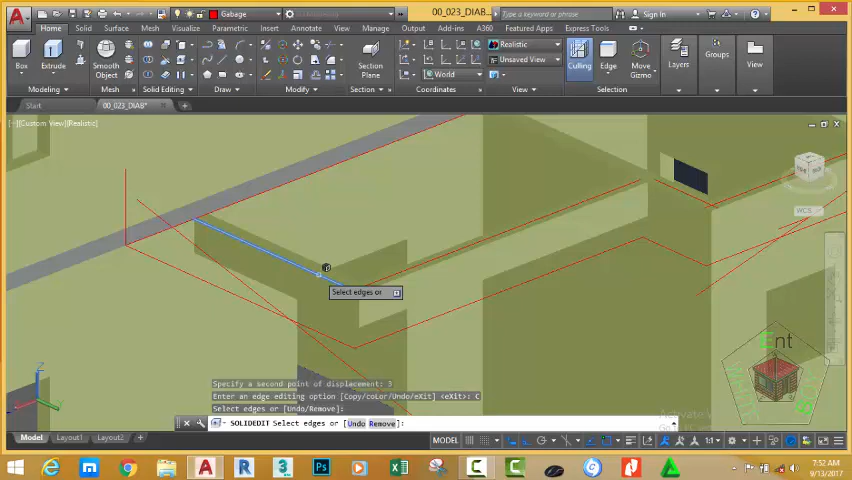 Gabage
00_023_DIAB
Type a keyword or phrase
Sign In
Home Solid Surface Mesh Visualize Parametric Insert Annotate View Manage Output Add-ins A360 Featured Apps Express Tools
Box Extrude Smooth Object Section Plane Culling Edge Move Gizmo Layers Groups View
Realistic
Unsaved View
World
Modeling Mesh Solid Editing Draw Modify Section Coordinates View Selection
Start 00_023_DIAB*
[-][Custom View][Realistic]
WCS
Select edges or
Z
Ent
Specify a second point of displacement: 3
Enter an edge editing option [Copy/color/Undo/eXit] <eXit>: C
Select edges or [Undo/Remove]:
SOLIDEDIT Select edges or [Undo Remove]:
Model Layout1 Layout2 MODEL 1:1
7:52 AM
9/13/2017